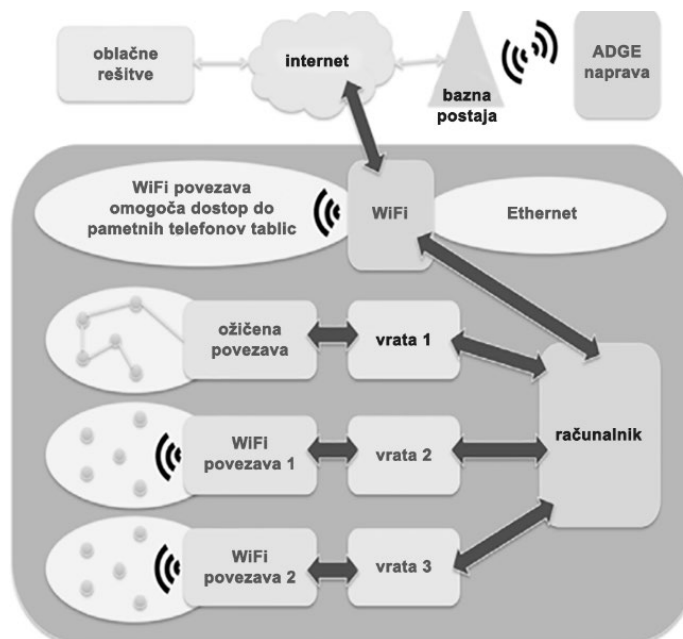 oblačne
rešitve
internet
bazna
postaja
ADGE
naprava
WiFi povezava
omogoča dostop do
pametnih telefonov tablic
WiFi
Ethernet
ožičena
povezava
vrata 1
računalnik
WiFi
povezava 1
vrata 2
WiFi
povezava 2
vrata 3